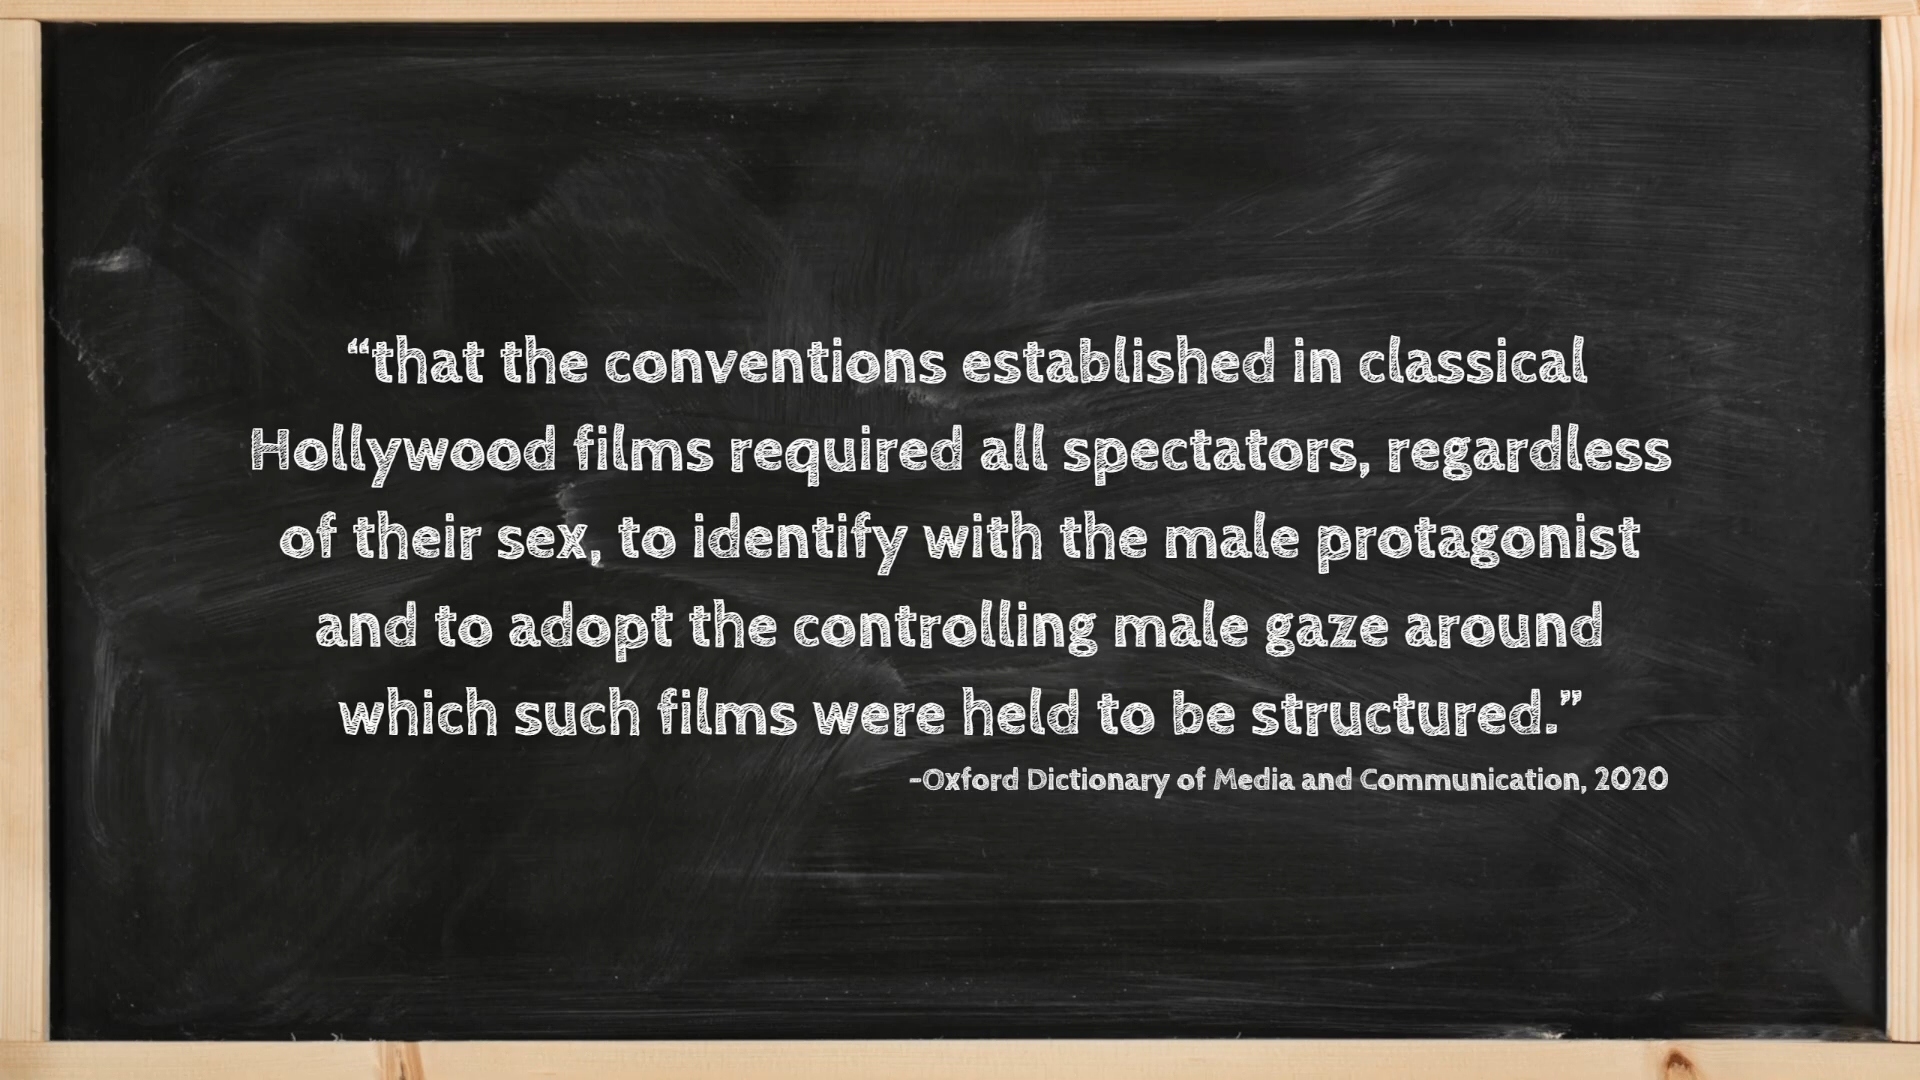 “that the conventions established in classical
Hollywood films required all spectators, regardless
of their sex, to identify with the male protagonist
and to adopt the controlling male gaze around
which such films were held to be structured.”
-Oxford Dictionary of Media and Communication, 2020